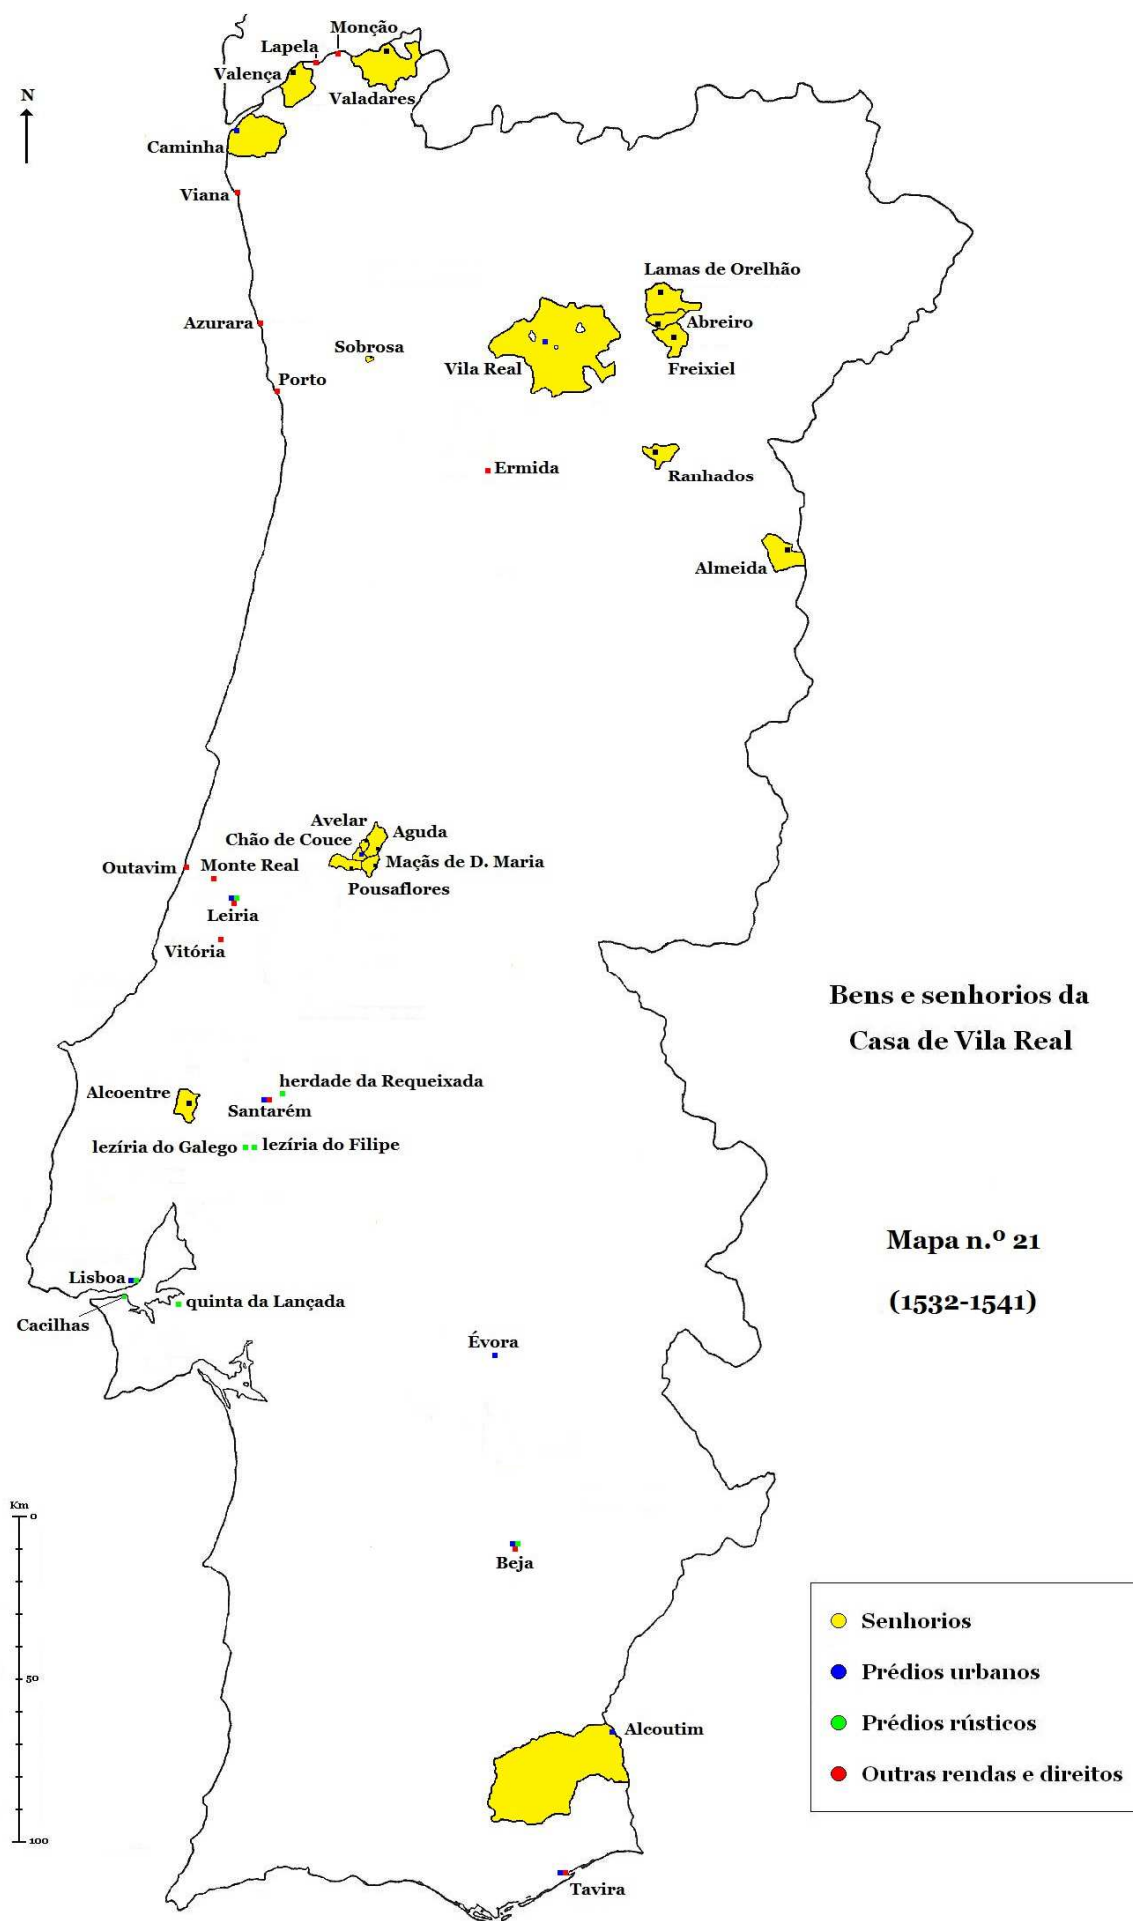 Monção
Lapela
Valença
Valadares
N
Caminha
Viana
Lamas de Orelhão
Azurara
Abreiro
Sobrosa
Vila Real
Freixiel
Porto
Ermida
Ranhados
Almeida
Avelar
Aguda
Chão de Couce
Outavim
Monte Real
Maçãs de D. Maria
Pousaflores
Leiria
Vitória
Bens e senhorios da
Casa de Vila Real
herdade da Requeixada
Alcoentre
Santarém
lezíria do Galego
lezíria do Filipe
Mapa n.º 21
(1532-1541)
Lisboa
quinta da Lançada
Cacilhas
Évora
Km
0
Beja
50
100
Alcoutim
Tavira
Senhorios
Prédios urbanos
Prédios rústicos
Outras rendas e direitos